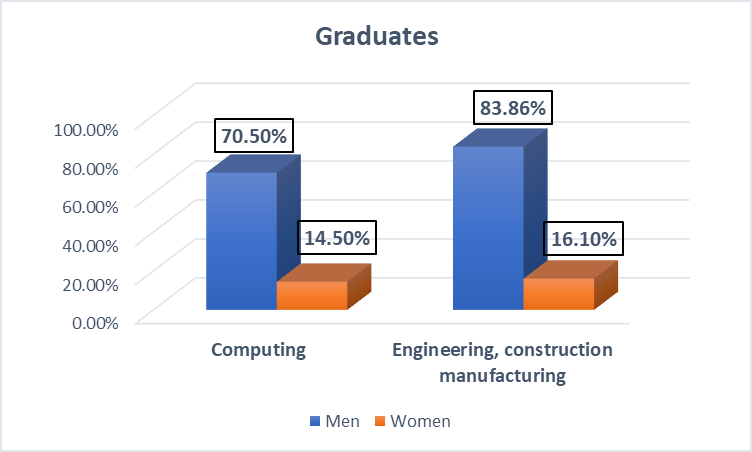 Graduates
83.86%
100.00%
70.50%
80.00%
60.00%
14.50%
16.10%
40.00%
20.00%
0.00%
Computing
Engineering, construction
manufacturing
Men
Women